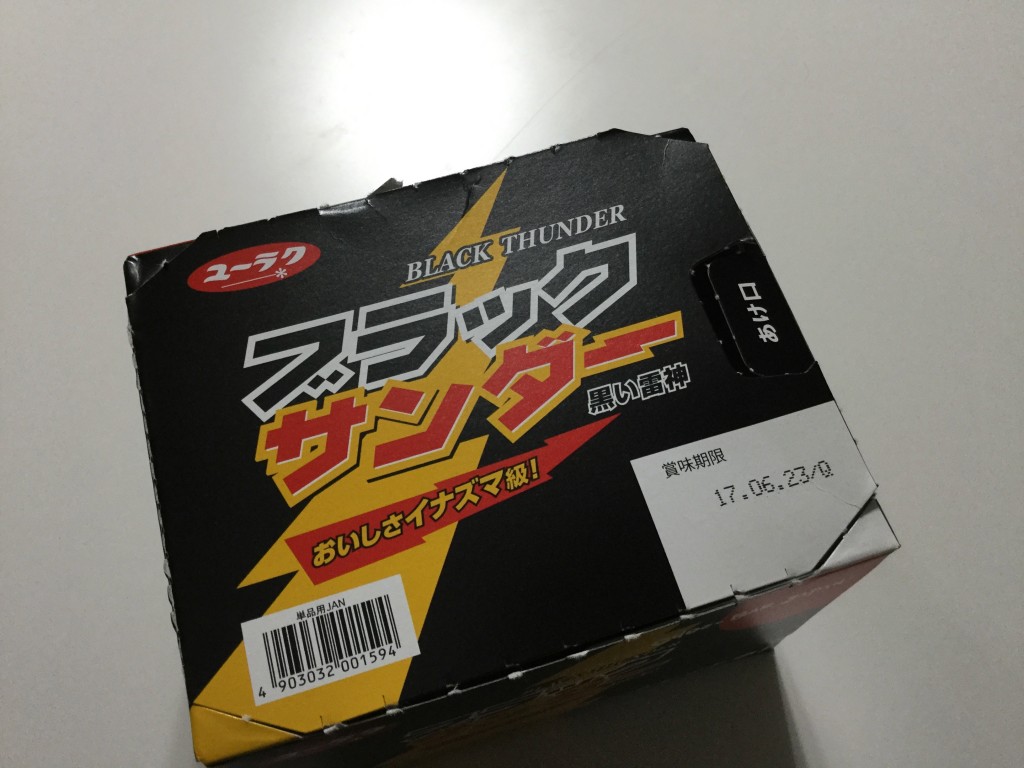 ユーラク
BLACK THUNDER
ブラック
サンダー
黒い雷神
おいしさイナズマ級!
あけ口
賞味期限
17.06.23/Q
単品用JAN
4 903032 001594